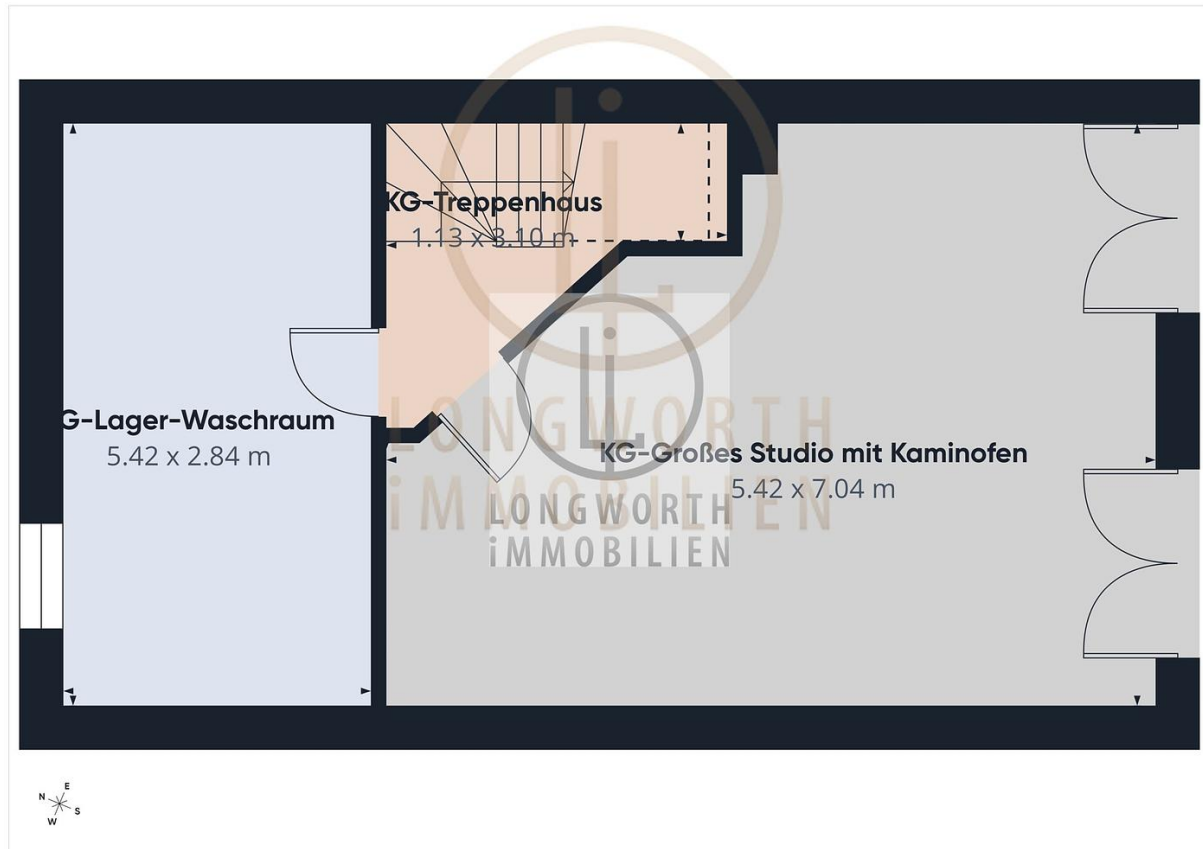 KG-Treppenhaus
1.13 x 3.10 m
G-Lager-Waschraum
5.42 x 2.84 m
KG-Großes Studio mit Kaminofen
5.42 x 7.04 m
LONGWORTH
iMMOBILIEN
LONGWORTH
iMMOBILIEN
N E
W S